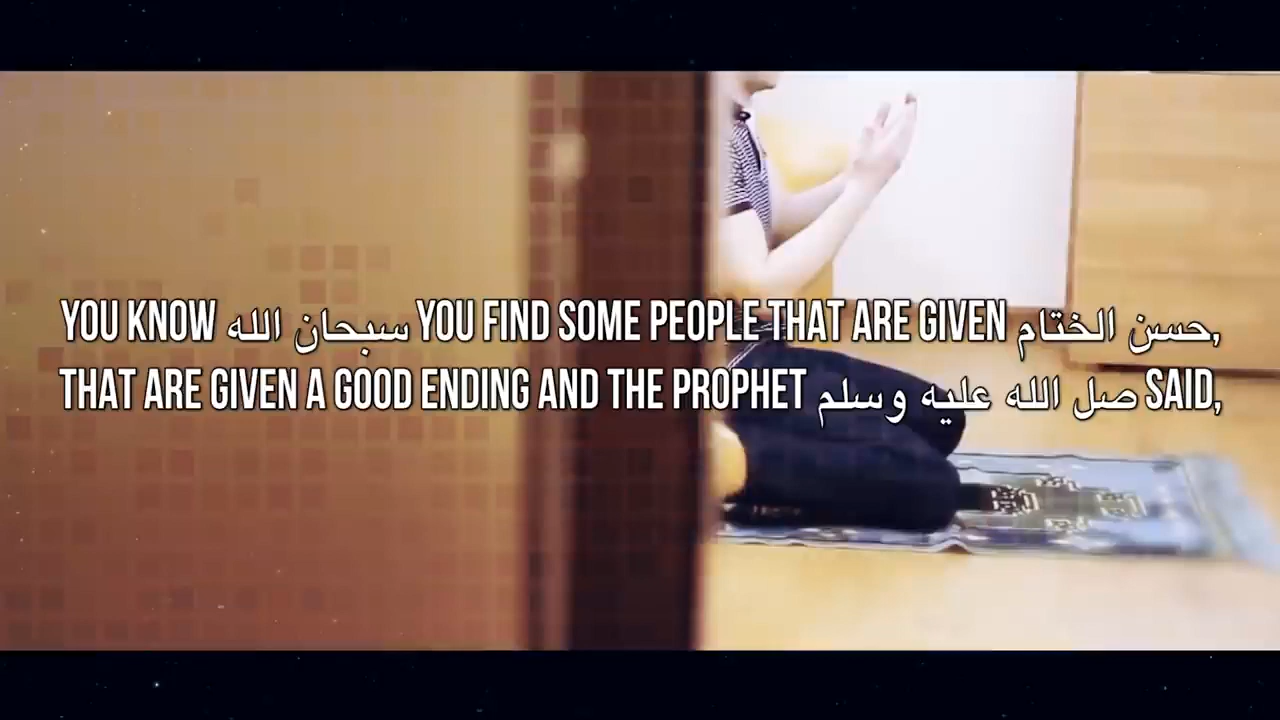 YOU KNOW سبحان الله YOU FIND SOME PEOPLE THAT ARE GIVEN حسن الختام,
THAT ARE GIVEN A GOOD ENDING AND THE PROPHET صل الله عليه وسلم SAID,